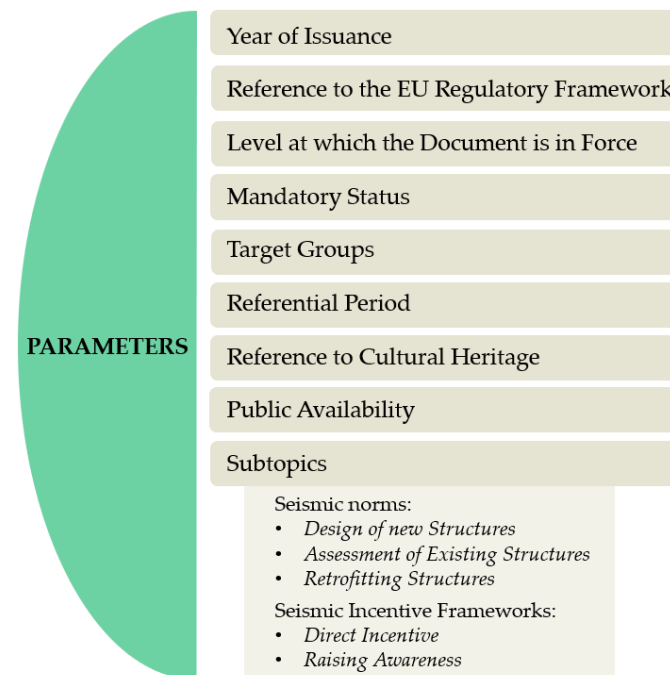 Year of Issuance
Reference to the EU Regulatory Framework
Level at which the Document is in Force
Mandatory Status
Target Groups
Referential Period
PARAMETERS
Reference to Cultural Heritage
Public Availability
Subtopics
Seismic norms:
• Design of new Structures
• Assessment of Existing Structures
• Retrofitting Structures
Seismic Incentive Frameworks:
• Direct Incentive
• Raising Awareness